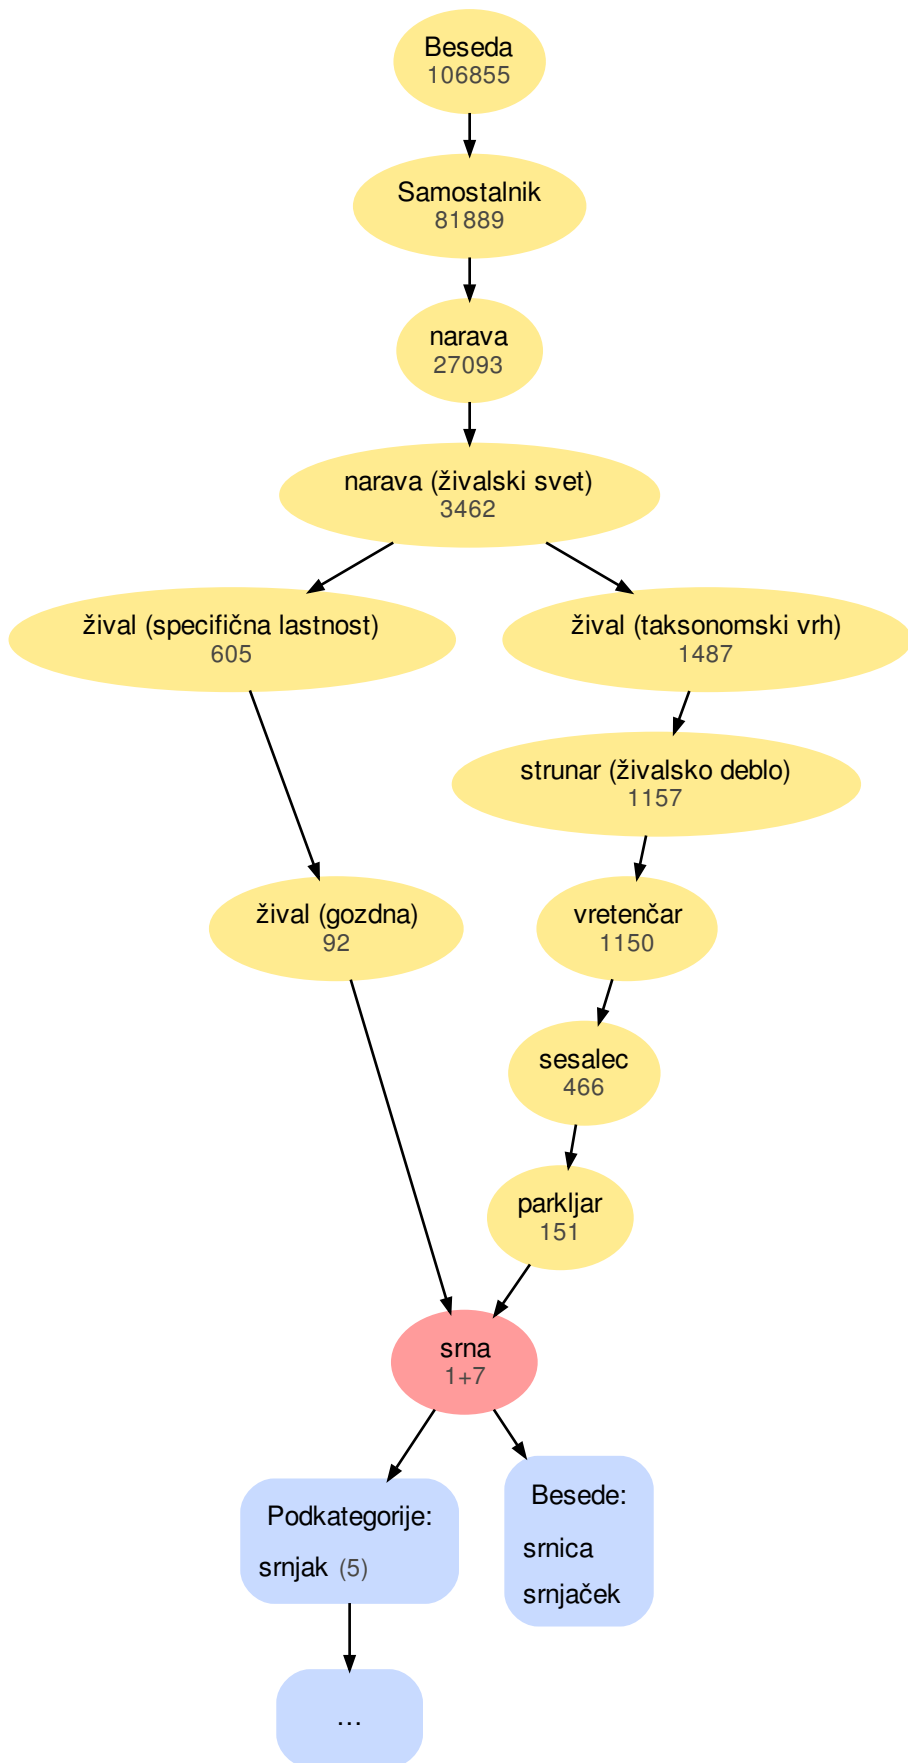 Beseda
106855
Samostalnik
81889
narava
27093
narava (živalski svet)
3462
žival (specifična lastnost)
605
žival (taksonomski vrh)
1487
strunar (živalsko deblo)
1157
žival (gozdna)
92
vretenčar
1150
sesalec
466
parkljar
151
srna
1+7
Podkategorije:
srnjak (5)
Besede:
srnica
srnjaček
...